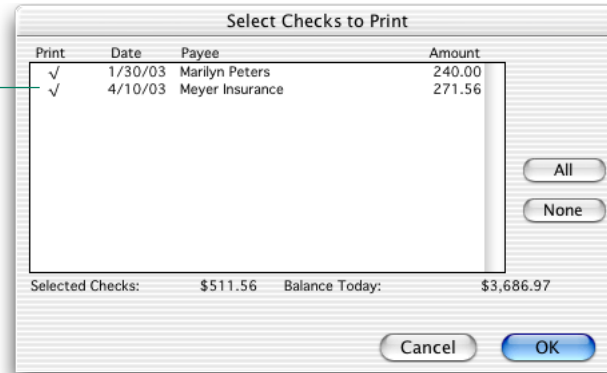 Select Checks to Print
Print Date Payee Amount
√ 1/30/03 Marilyn Peters 240.00
√ 4/10/03 Meyer Insurance 271.56
All
None
Selected Checks: $511.56 Balance Today: $3,686.97
Cancel OK